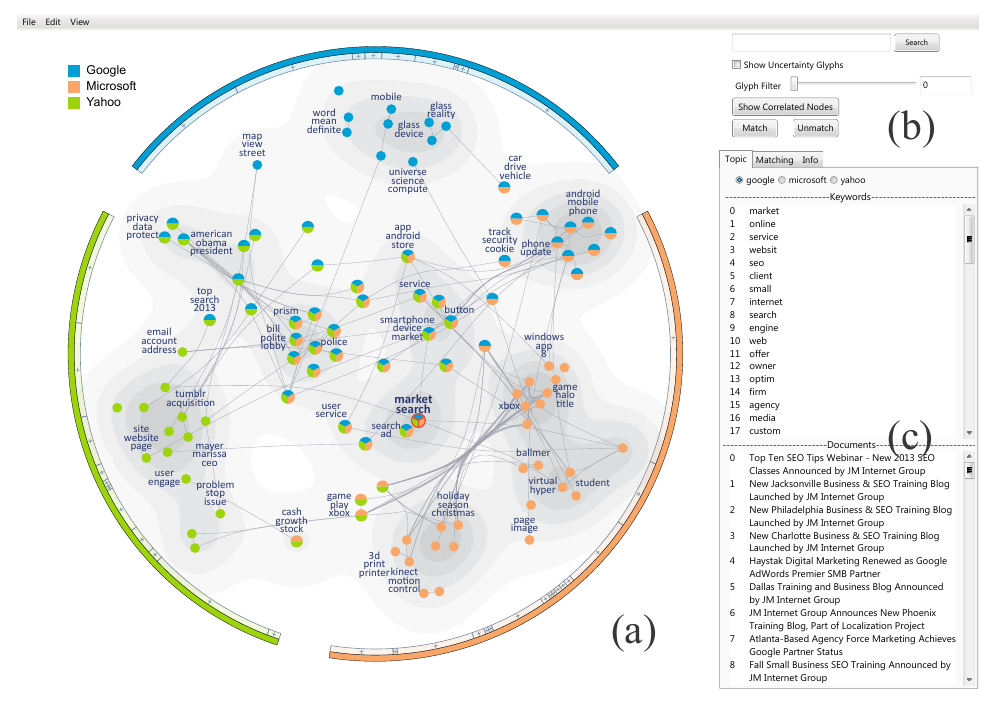 File Edit View
Google
Microsoft
Yahoo
mobile
word
mean
definite
glass
reality
glass
device
map
view
street
universe
science
compute
car
drive
vehicle
android
mobile
phone
privacy
data
protect
american
obama
president
app
android
store
track
security
cookie
phone
update
top
search
2013
service
prism
button
bill
polite
lobby
police
smartphone
device
market
email
account
address
windows
app
8
tumblr
acquisition
market
search
xbox
game
halo
title
user
service
search
ad
site
website
page
mayer
marissa
ceo
ballmer
user
engage
problem
stop
issue
virtual
hyper
student
game
play
xbox
holiday
season
christmas
cash
growth
stock
page
image
3d
print
printer
kinect
motion
control
(a)
Search
Show Uncertainty Glyphs
Glyph Filter 0
Show Correlated Nodes
Match Unmatch
(b)
Topic Matching Info
google microsoft yahoo
Keywords
0 market
1 online
2 service
3 websit
4 seo
5 client
6 small
7 internet
8 search
9 engine
10 web
11 offer
12 owner
13 optim
14 firm
15 agency
16 media
17 custom
(c)
Documents
0 Top Ten SEO Tips Webinar - New 2013 SEO
Classes Announced by JM Internet Group
1 New Jacksonville Business & SEO Training Blog
Launched by JM Internet Group
2 New Philadelphia Business & SEO Training Blog
Launched by JM Internet Group
3 New Charlotte Business & SEO Training Blog
Launched by JM Internet Group
4 Haystak Digital Marketing Renewed as Google
AdWords Premier SMB Partner
5 Dallas Training and Business Blog Announced
by JM Internet Group
6 JM Internet Group Announces New Phoenix
Training Blog, Part of Localization Project
7 Atlanta-Based Agency Force Marketing Achieves
Google Partner Status
8 Fall Small Business SEO Training Announced by
JM Internet Group